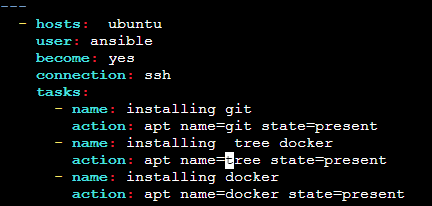 ---
  - hosts:  ubuntu
    user: ansible
    become: yes
    connection: ssh
    tasks:
      - name: installing git
        action: apt name=git state=present
      - name: installing  tree docker
        action: apt name=tree state=present
      - name: installing docker
        action: apt name=docker state=present